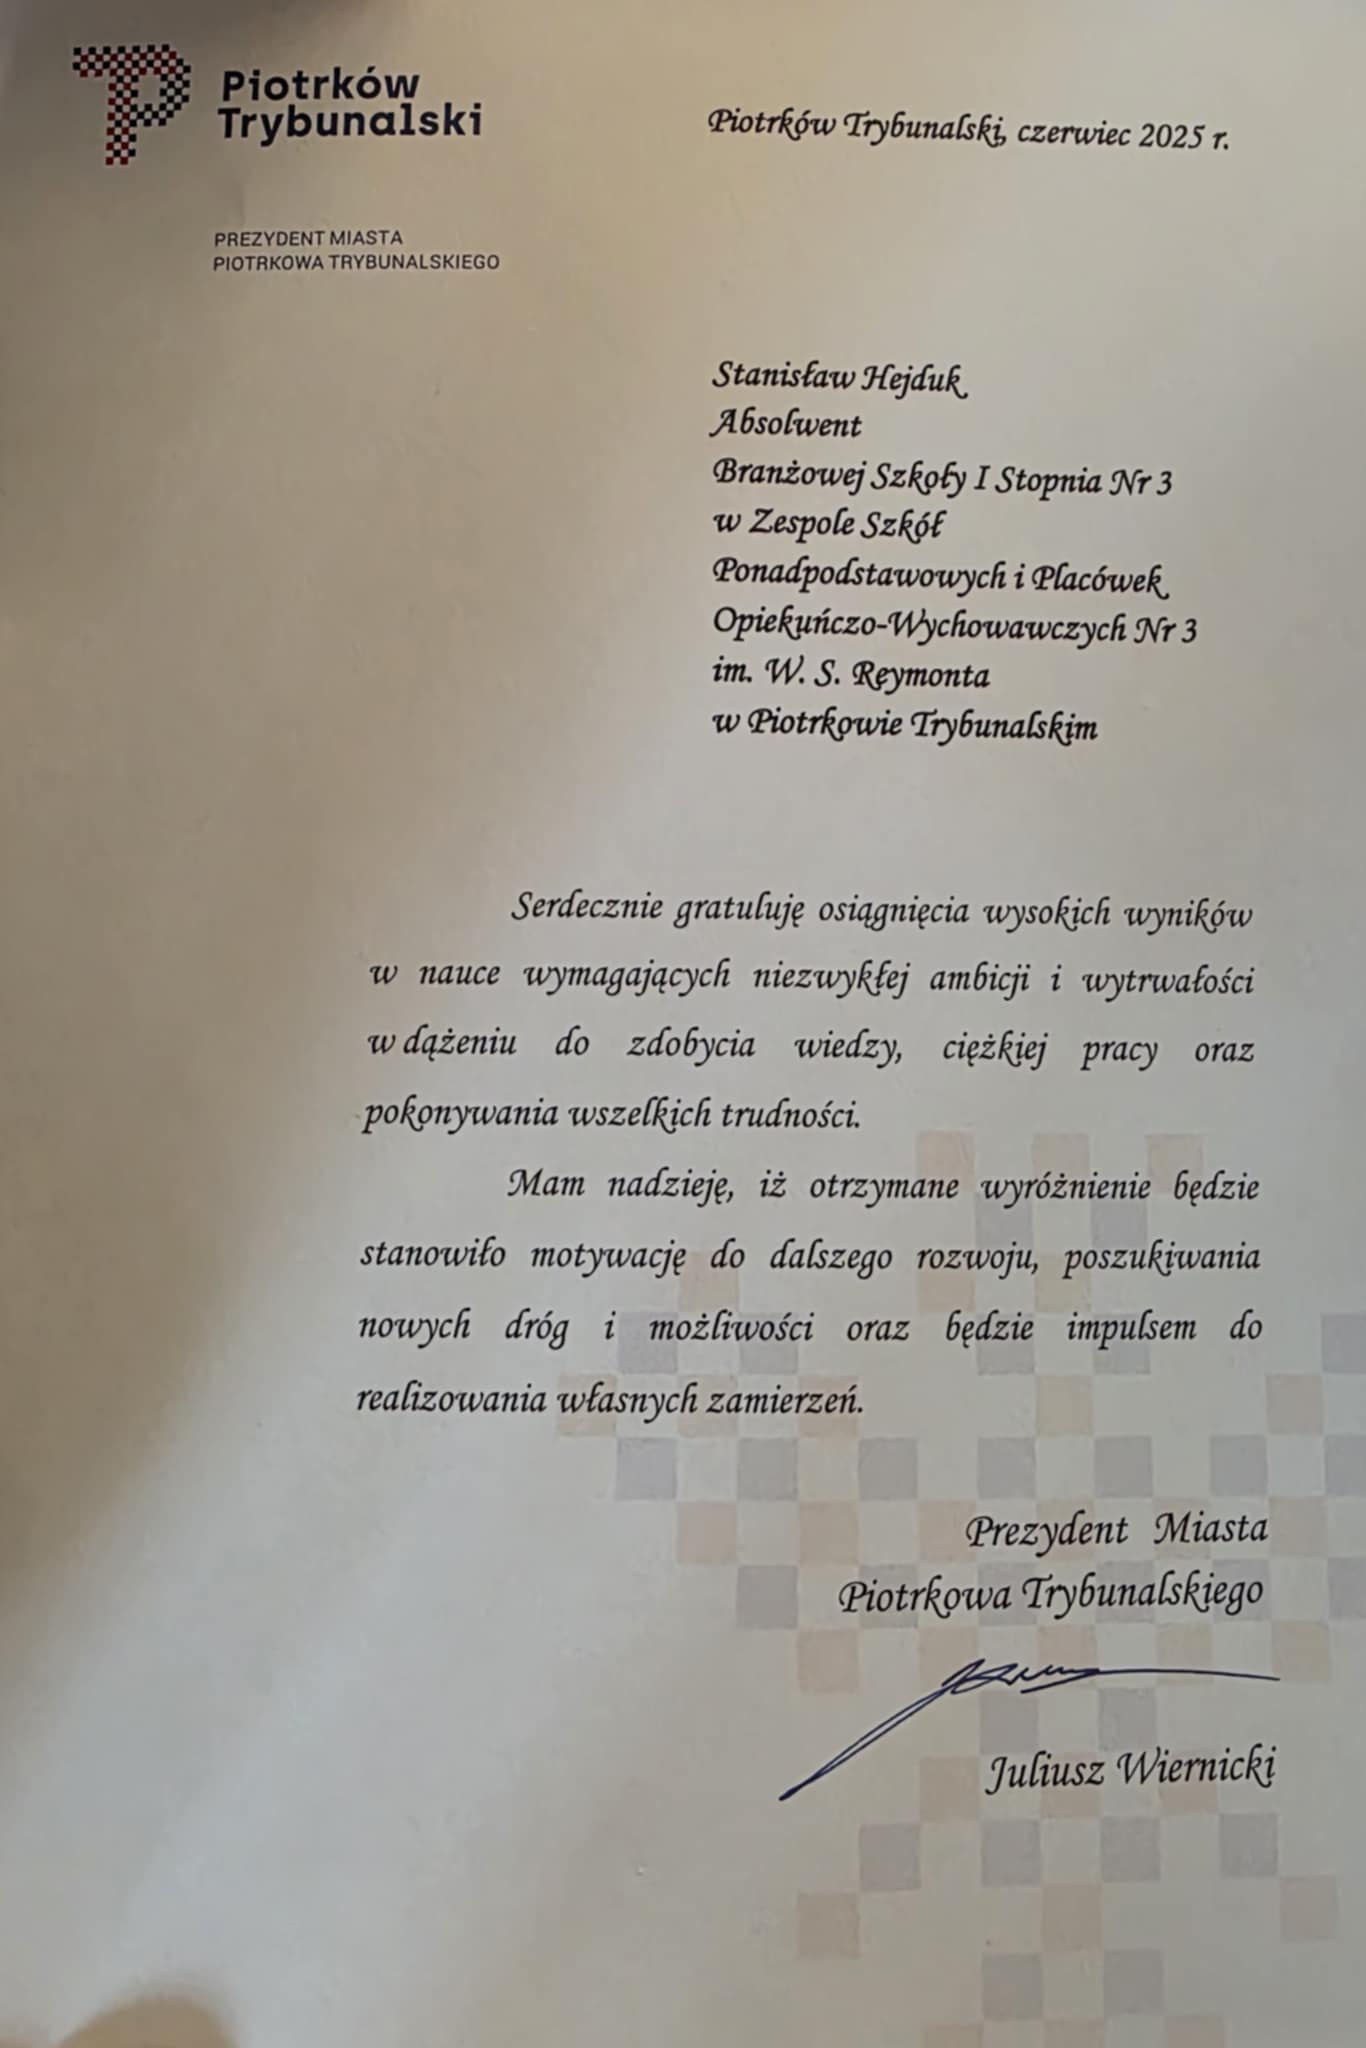 Piotrków
Trybunalski
Piotrków Trybunalski, czerwiec 2025 r.
PREZYDENT MIASTA
PIOTRKOWA TRYBUNALSKIEGO
Stanisław Hejduk
Absolwent
Branżowej Szkoły I Stopnia Nr 3
w Zespole Szkół
Ponadpodstawowych i Placówek
Opiekuńczo-Wychowawczych Nr 3
im. W. S. Reymonta
w Piotrkowie Trybunalskim
Serdecznie gratuluję osiągnięcia wysokich wyników
w nauce wymagających niezwykłej ambicji i wytrwałości
w dążeniu do zdobycia wiedzy, ciężkiej pracy oraz
pokonywania wszelkich trudności.
Mam nadzieję, iż otrzymane wyróżnienie będzie
stanowiło motywację do dalszego rozwoju, poszukiwania
nowych dróg i możliwości oraz będzie impulsem do
realizowania własnych zamierzeń.
Prezydent Miasta
Piotrkowa Trybunalskiego
Juliusz Wiernicki